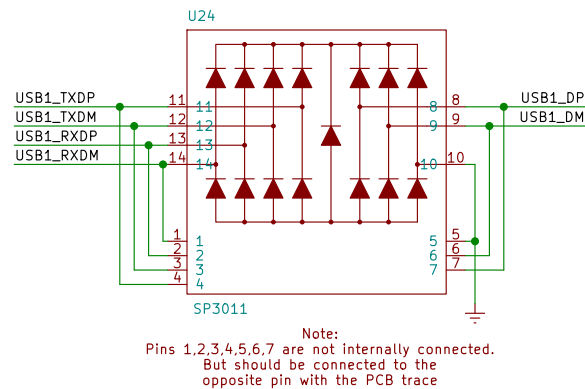 U24
USB1_TXDP
USB1_TXDM
USB1_RXDP
USB1_RXDM
11 11
12 12
13 13
14 14
1 1
2 2
3 3
4 4
8 8
9 9
10 10
5 5
6 6
7 7
USB1_DP
USB1_DM
SP3011
Note:
Pins 1,2,3,4,5,6,7 are not internally connected.
But should be connected to the
opposite pin with the PCB trace